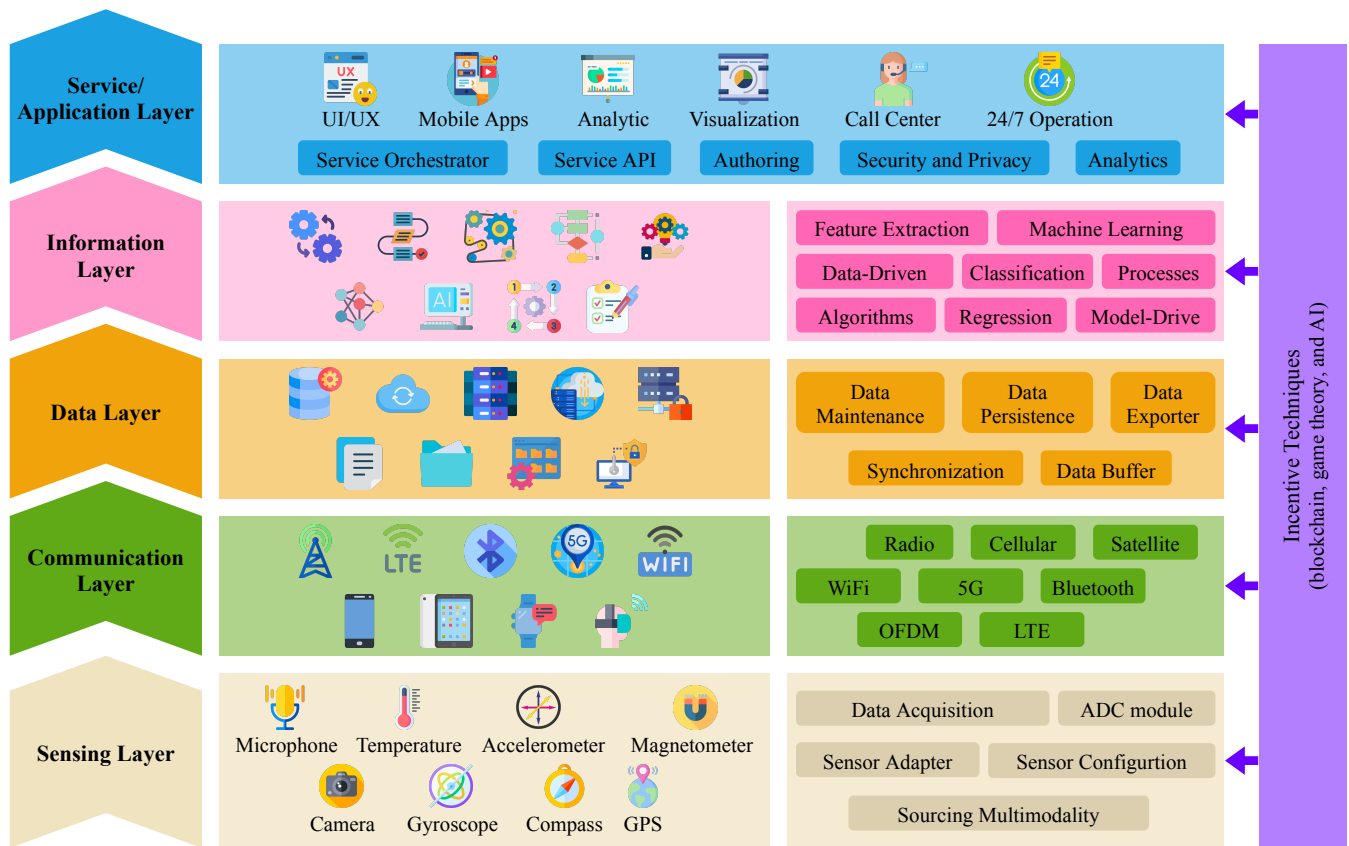 Service/
Application Layer
UX
24
UI/UX
Mobile Apps
Analytic
Visualization
Call Center
24/7 Operation
Service Orchestrator
Service API
Authoring
Security and Privacy
Analytics
Information
Layer
AI
1
2
4
3
Feature Extraction
Machine Learning
Data-Driven
Classification
Processes
Algorithms
Regression
Model-Drive
Data Layer
Data
Maintenance
Data
Persistence
Data
Exporter
Synchronization
Data Buffer
Communication
Layer
LTE
5G
WIFI
Radio
Cellular
Satellite
WiFi
5G
Bluetooth
OFDM
LTE
Sensing Layer
Microphone
Temperature
Accelerometer
Magnetometer
Camera
Gyroscope
Compass
GPS
Data Acquisition
ADC module
Sensor Adapter
Sensor Configurtion
Sourcing Multimodality
Incentive Techniques
(blockchain, game theory, and AI)